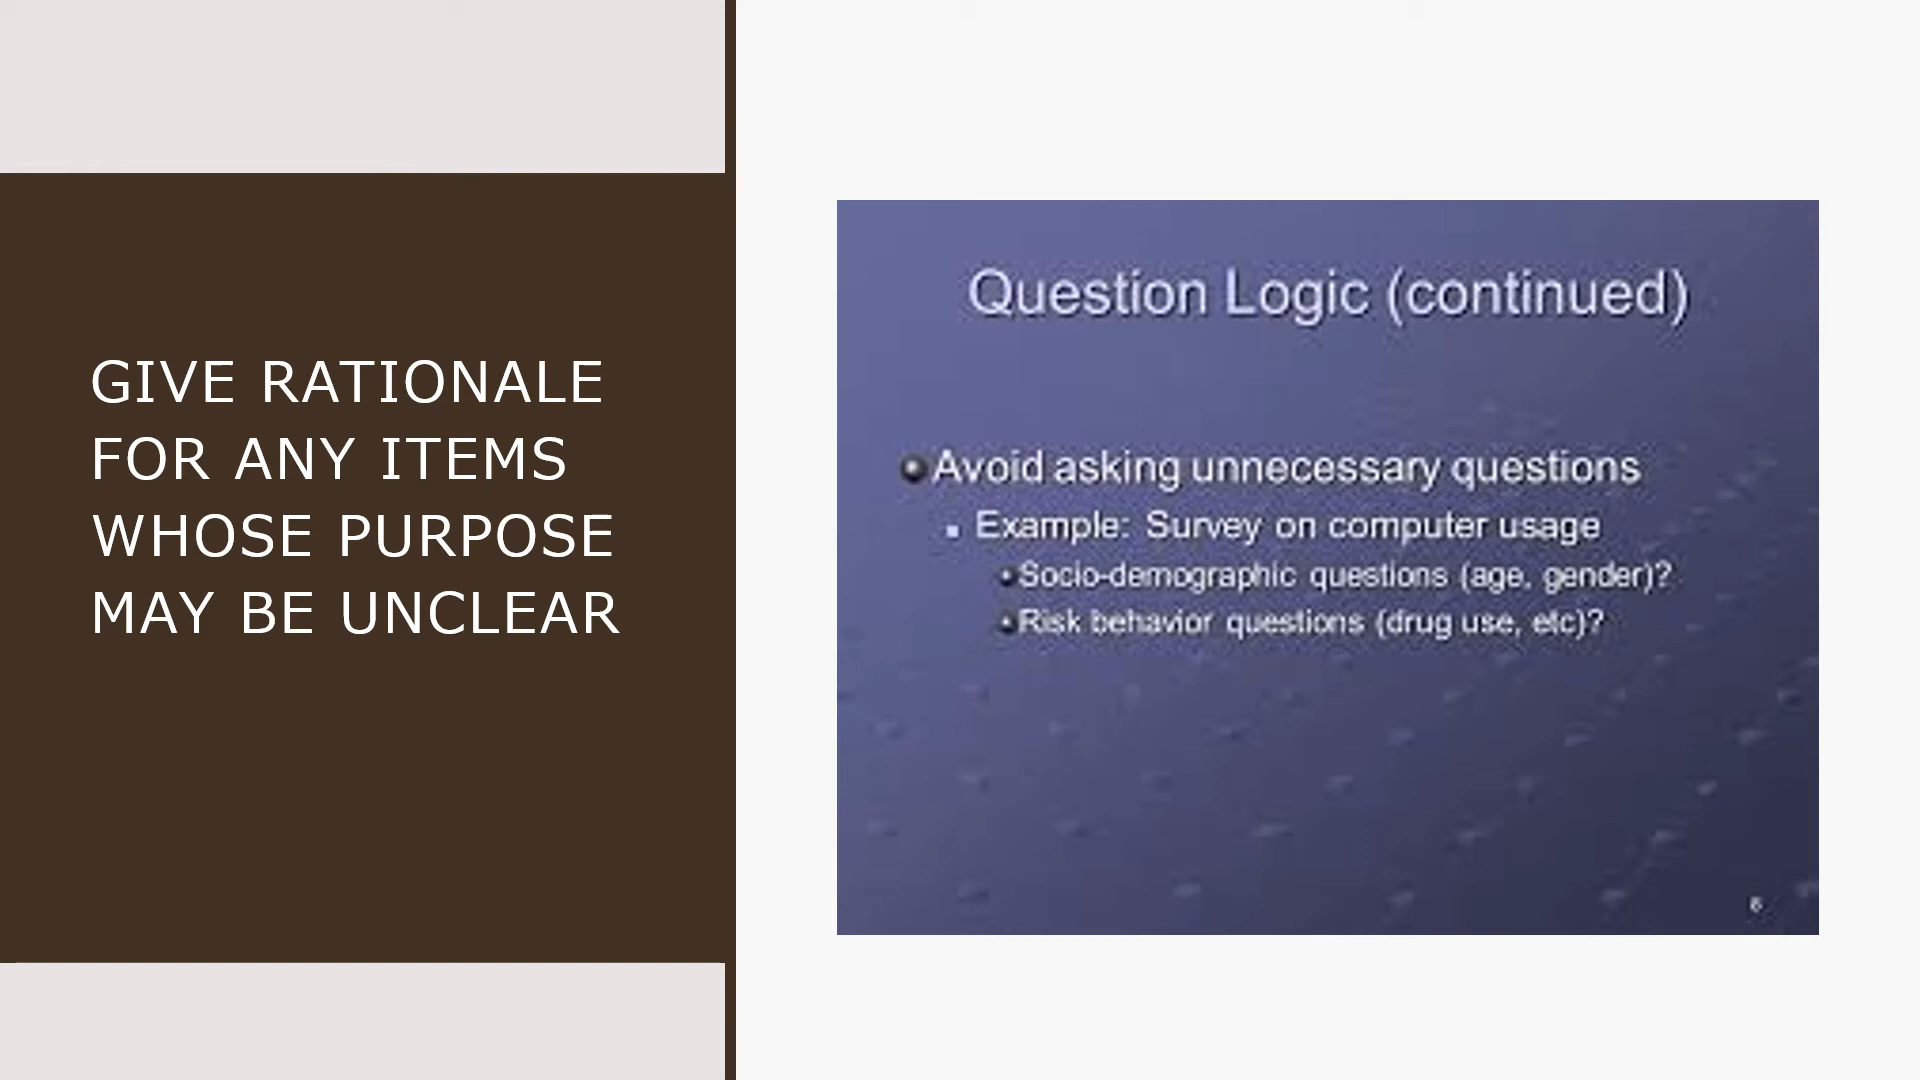 GIVE RATIONALE
FOR ANY ITEMS
WHOSE PURPOSE
MAY BE UNCLEAR
Question Logic (continued)
Avoid asking unnecessary questions
Example: Survey on computer usage
Socio-demographic questions (age, gender)?
Risk behavior questions (drug use, etc)?
6